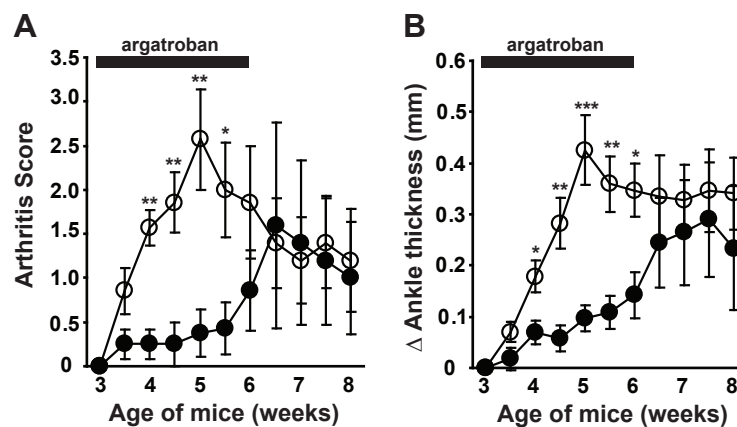 A
argatroban
3.5
3.0
2.5
2.0
1.5
1.0
0.5
0
**
**
**
*
Arthritis Score
3 4 5 6 7 8
Age of mice (weeks)
B
argatroban
0.6
0.5
0.4
0.3
0.2
0.1
0
*
**
***
**
*
Δ Ankle thickness (mm)
3 4 5 6 7 8
Age of mice (weeks)